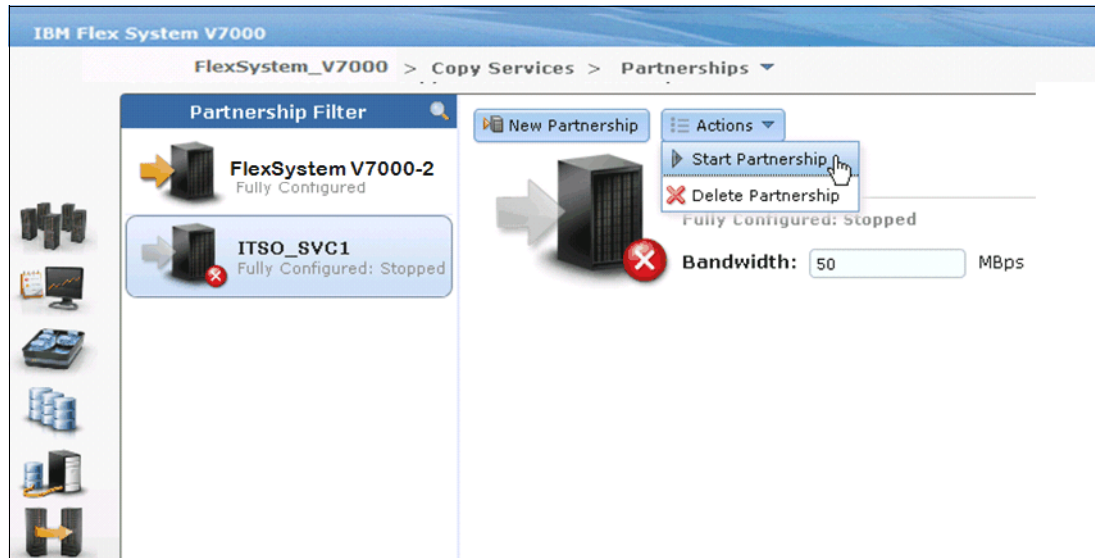 IBM Flex System V7000
FlexSystem_V7000 > Copy Services > Partnerships
Partnership Filter
FlexSystem V7000-2
Fully Configured
ITSO_SVC1
Fully Configured: Stopped
New Partnership
Actions
Start Partnership
Delete Partnership
Fully Configured: Stopped
Bandwidth: 50 MBps